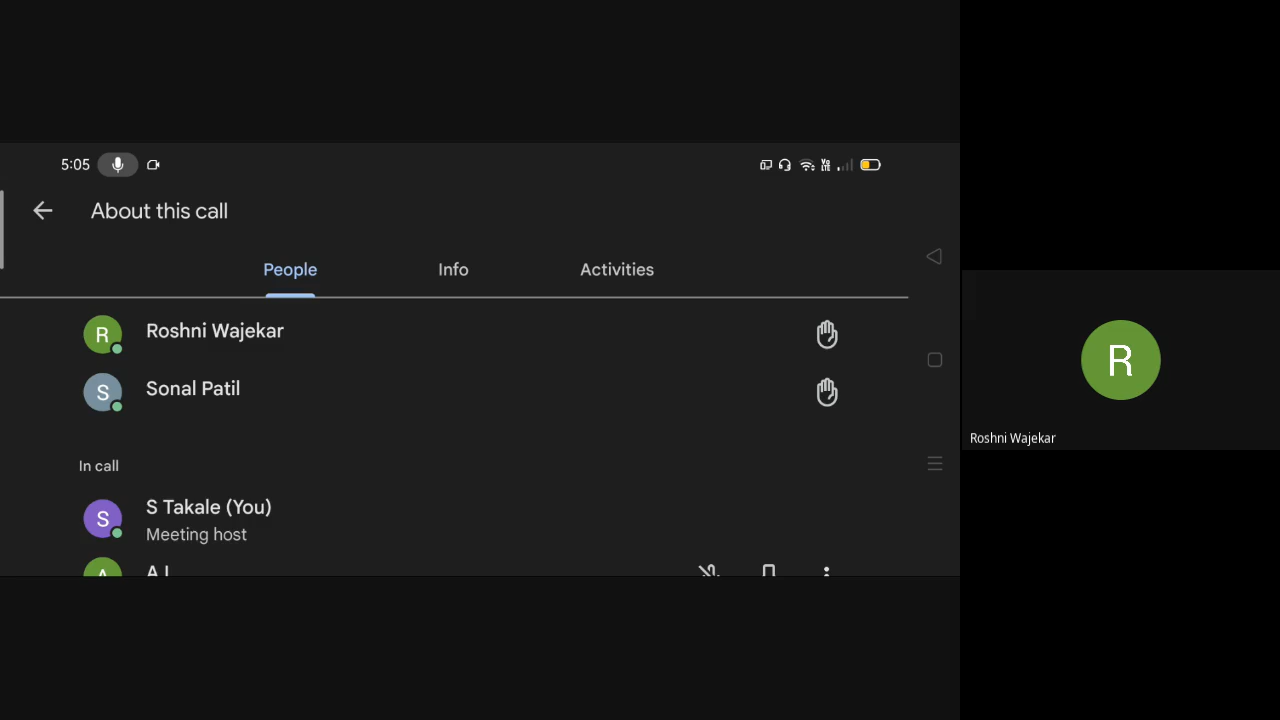 5:05
About this call
People
Info
Activities
R
Roshni Wajekar
S
Sonal Patil
In call
S
S Takale (You)
Meeting host
R
Roshni Wajekar